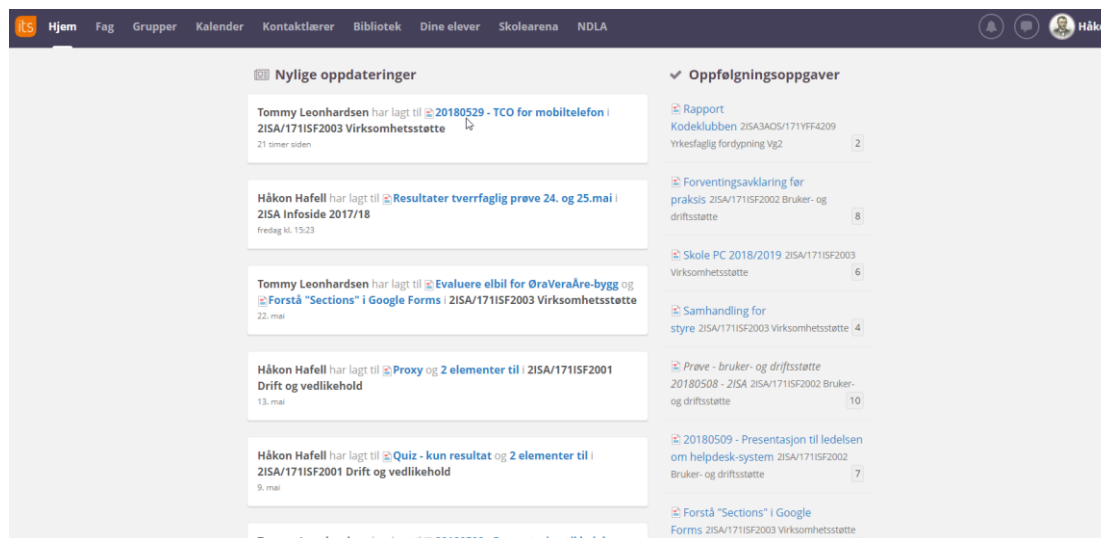 its Hjem Fag Grupper Kalender Kontaktlærer Bibliotek Dine elever Skolearena NDLA
Nylige oppdateringer
Tommy Leonhardsen har lagt til 20180529 - TCO for mobiltelefon i
2ISA/171ISF2003 Virksomhetsstøtte
21 timer siden
Håkon Hafell har lagt til Resultater tverrfaglig prøve 24. og 25.mai i
2ISA Infoside 2017/18
fredag kl. 15:23
Tommy Leonhardsen har lagt til Evaluere elbil for ØraVeraÅre-bygg og
Forstå "Sections" i Google Forms i 2ISA/171ISF2003 Virksomhetsstøtte
22. mai
Håkon Hafell har lagt til Proxy og 2 elementer til i 2ISA/171ISF2001
Drift og vedlikehold
13. mai
Håkon Hafell har lagt til Quiz - kun resultat og 2 elementer til i
2ISA/171ISF2001 Drift og vedlikehold
9. mai
Oppfølgningsoppgaver
Rapport
Kodeklubben 2ISA3AOS/171YFF4209
Yrkesfaglig fordypning Vg2 2
Forventingsavklaring før
praksis 2ISA/171ISF2002 Bruker- og
driftsstøtte 8
Skole PC 2018/2019 2ISA/171ISF2003
Virksomhetsstøtte 6
Samhandling for
styre 2ISA/171ISF2003 Virksomhetsstøtte 4
Prøve - bruker- og driftsstøtte
20180508 - 2ISA 2ISA/171ISF2002 Bruker-
og driftsstøtte 10
20180509 - Presentasjon til ledelsen
om helpdesk-system 2ISA/171ISF2002
Bruker- og driftsstøtte 7
Forstå "Sections" i Google
Forms 2ISA/171ISF2003 Virksomhetsstøtte